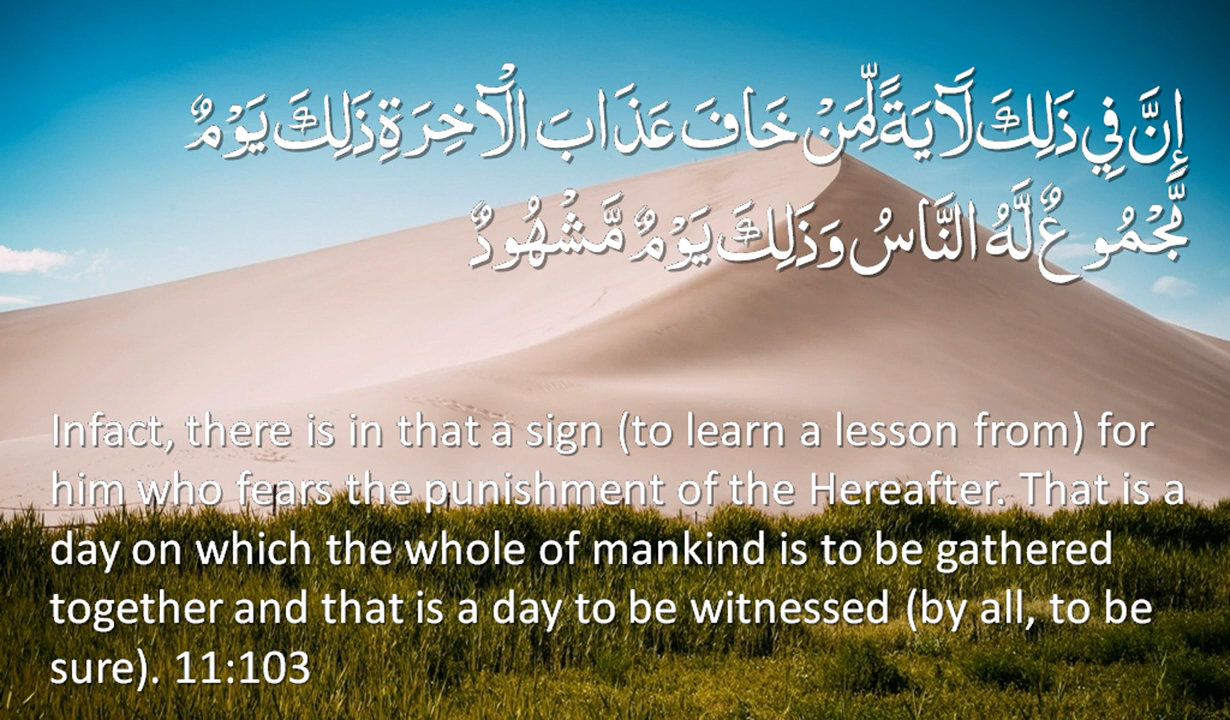 إِنَّ فِي ذَلِكَ لَآيَةً لِّمَنْ خَافَ عَذَابَ الْآخِرَةِ ذَلِكَ يَوْمٌ
مَّجْمُوعٌ لَّهُ النَّاسُ وَذَلِكَ يَوْمٌ مَّشْهُودٌ
Infact, there is in that a sign (to learn a lesson from) for
him who fears the punishment of the Hereafter. That is a
day on which the whole of mankind is to be gathered
together and that is a day to be witnessed (by all, to be
sure). 11:103